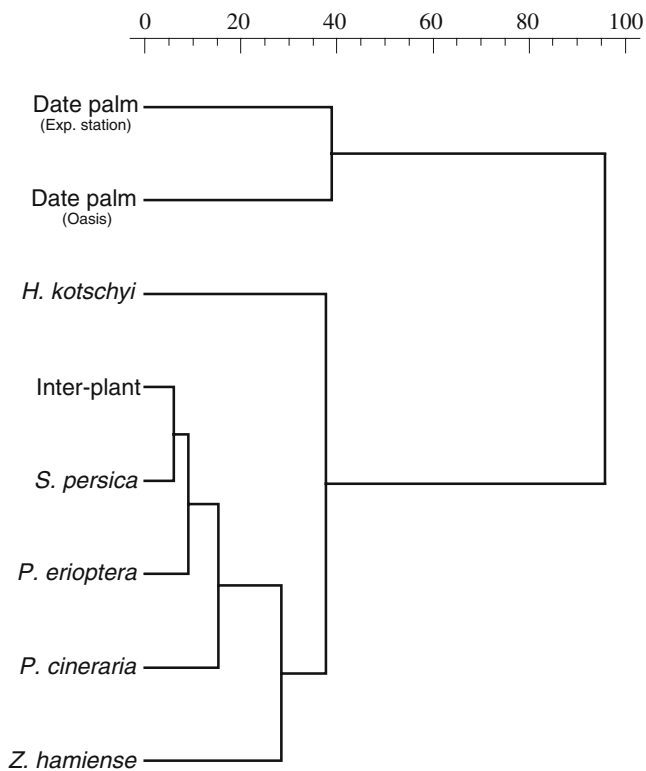 0 20 40 60 80 100
Date palm
(Exp. station)
Date palm
(Oasis)
H. kotschyi
Inter-plant
S. persica
P. erioptera
P. cineraria
Z. hamiense